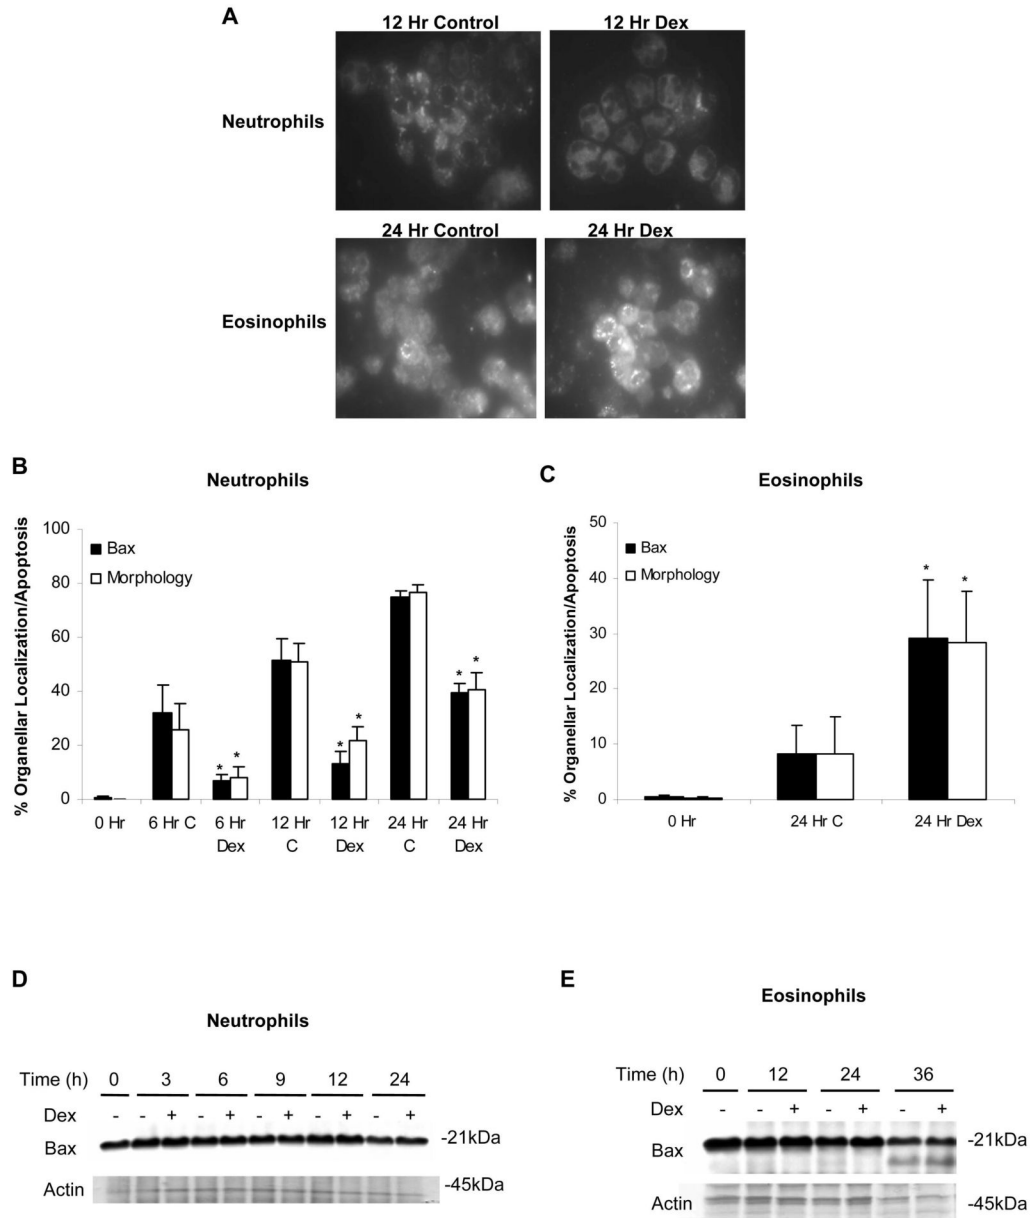 A
12 Hr Control 12 Hr Dex
Neutrophils
24 Hr Control 24 Hr Dex
Eosinophils
B
Neutrophils
% Organellar Localization/Apoptosis
100
80
60
40
20
0
Bax
Morphology
* * * * * *
0 Hr 6 Hr C 6 Hr Dex 12 Hr C 12 Hr Dex 24 Hr C 24 Hr Dex
C
Eosinophils
% Organellar Localization/Apoptosis
50
40
30
20
10
0
Bax
Morphology
* *
0 Hr 24 Hr C 24 Hr Dex
D
Neutrophils
Time (h) 0 3 6 9 12 24
Dex - - + - + - + - + - +
Bax -21kDa
Actin -45kDa
E
Eosinophils
Time (h) 0 12 24 36
Dex - - + - + - +
Bax -21kDa
Actin -45kDa